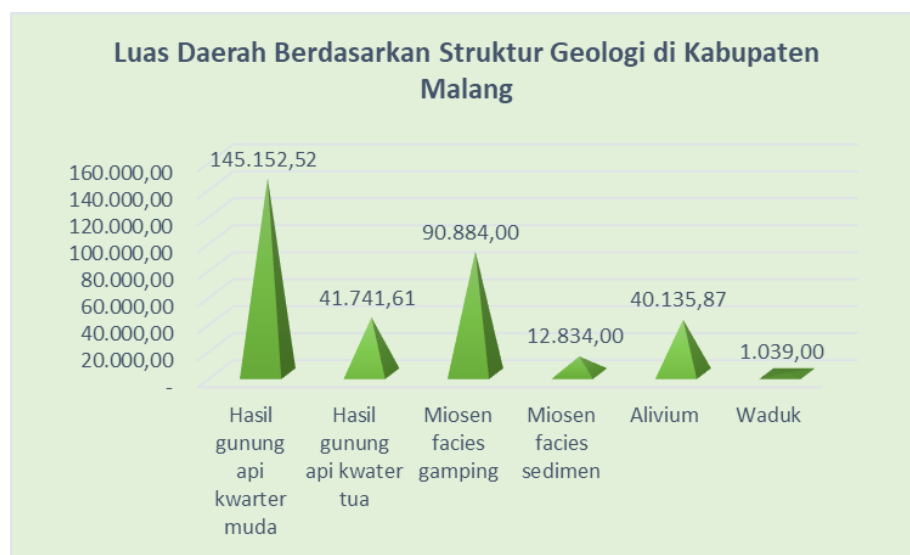 Luas Daerah Berdasarkan Struktur Geologi di Kabupaten
Malang
160.000,00
140.000,00
120.000,00
100.000,00
80.000,00
60.000,00
40.000,00
20.000,00
-
145.152,52
41.741,61
90.884,00
12.834,00
40.135,87
1.039,00
Hasil
gunung
api
kwarter
muda
Hasil
gunung
api kwater
tua
Miosen
facies
gamping
Miosen
facies
sedimen
Alivium
Waduk